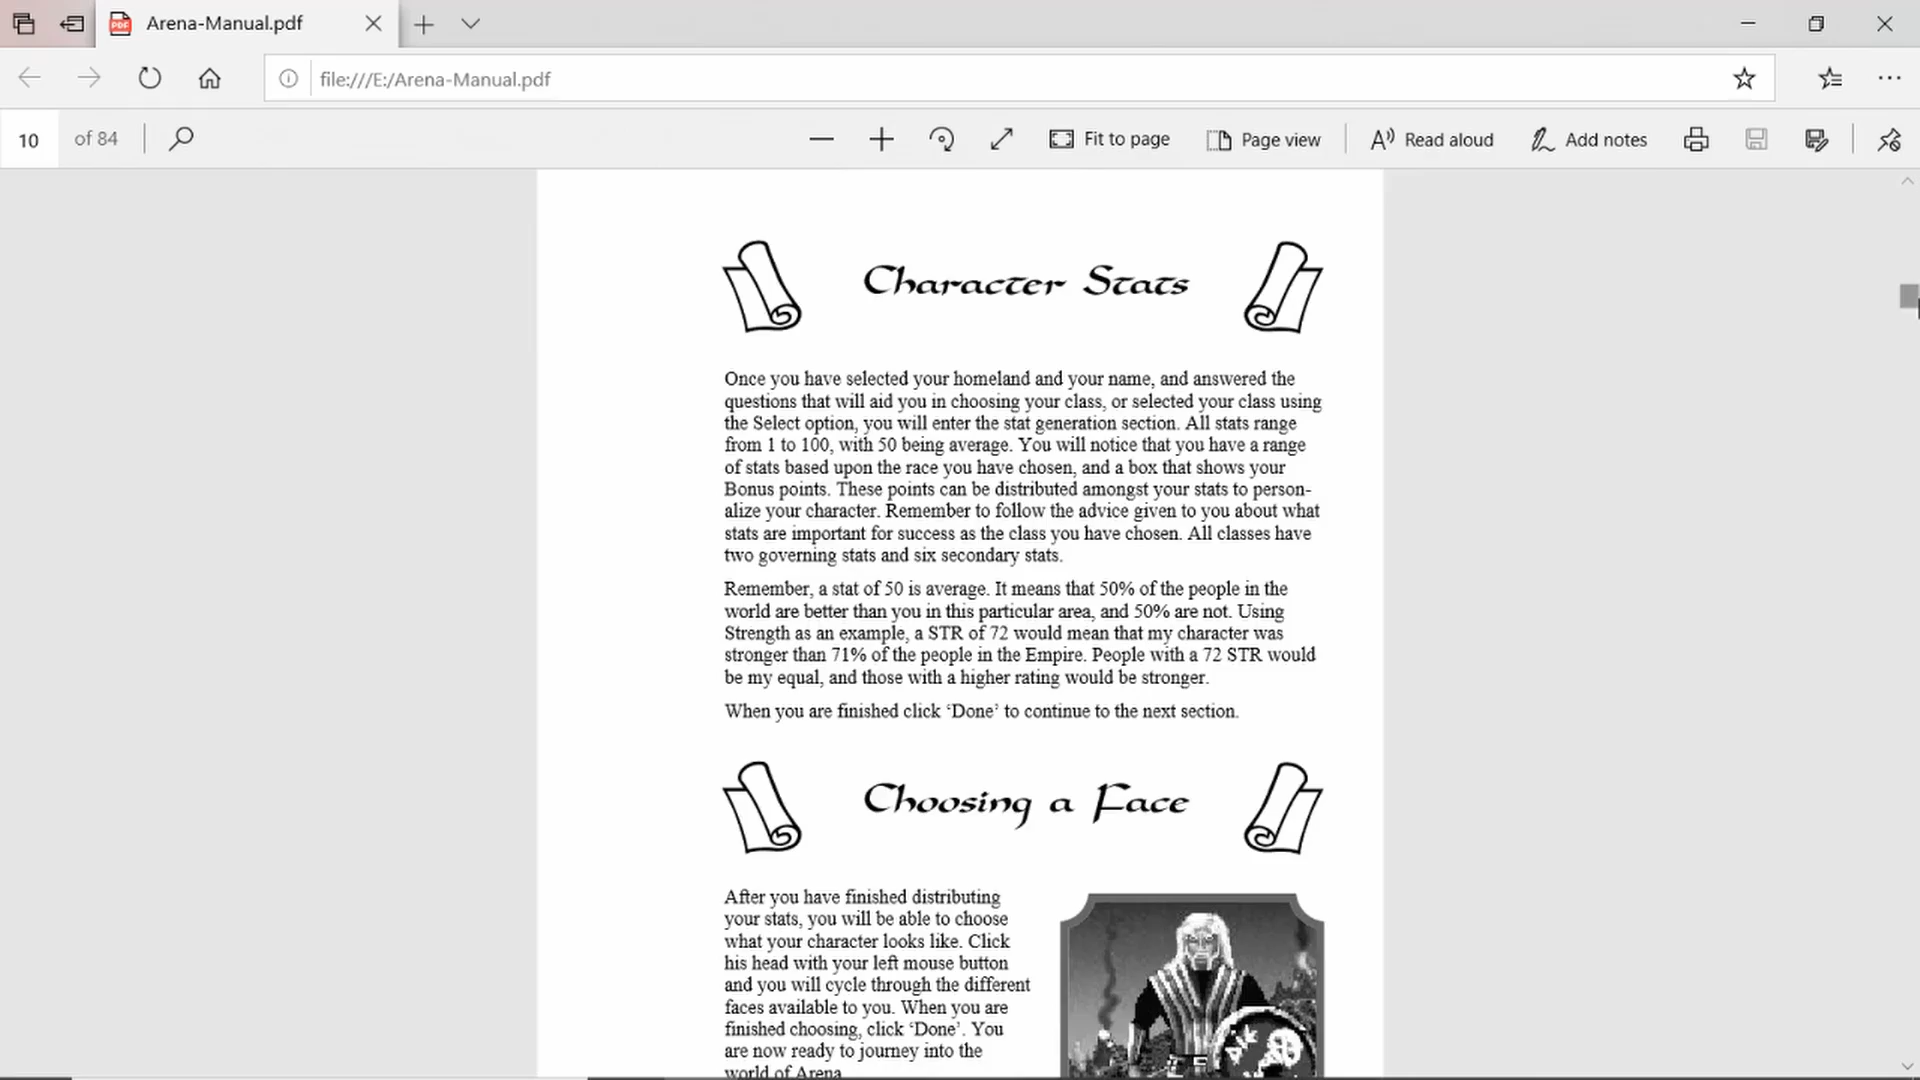 Arena-Manual.pdf
file:///E:/Arena-Manual.pdf
10 of 84
Fit to page
Page view
Read aloud
Add notes
Character Stats
Once you have selected your homeland and your name, and answered the
questions that will aid you in choosing your class, or selected your class using
the Select option, you will enter the stat generation section. All stats range
from 1 to 100, with 50 being average. You will notice that you have a range
of stats based upon the race you have chosen, and a box that shows your
Bonus points. These points can be distributed amongst your stats to person-
alize your character. Remember to follow the advice given to you about what
stats are important for success as the class you have chosen. All classes have
two governing stats and six secondary stats.
Remember, a stat of 50 is average. It means that 50% of the people in the
world are better than you in this particular area, and 50% are not. Using
Strength as an example, a STR of 72 would mean that my character was
stronger than 71% of the people in the Empire. People with a 72 STR would
be my equal, and those with a higher rating would be stronger.
When you are finished click ‘Done’ to continue to the next section.
Choosing a Face
After you have finished distributing
your stats, you will be able to choose
what your character looks like. Click
his head with your left mouse button
and you will cycle through the different
faces available to you. When you are
finished choosing, click ‘Done’. You
are now ready to journey into the
world of Arena